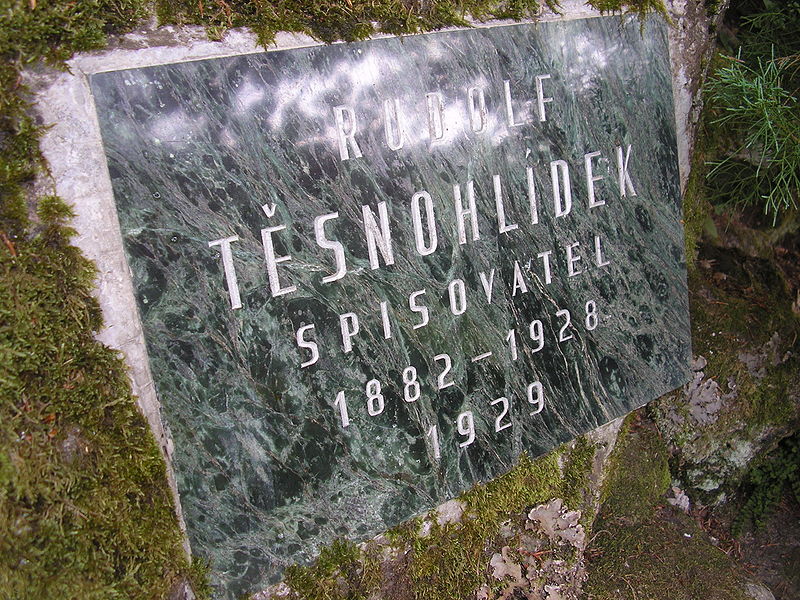 RUDOLF
TĚSNOHLÍDEK
SPISOVATEL
1882-1928
1929